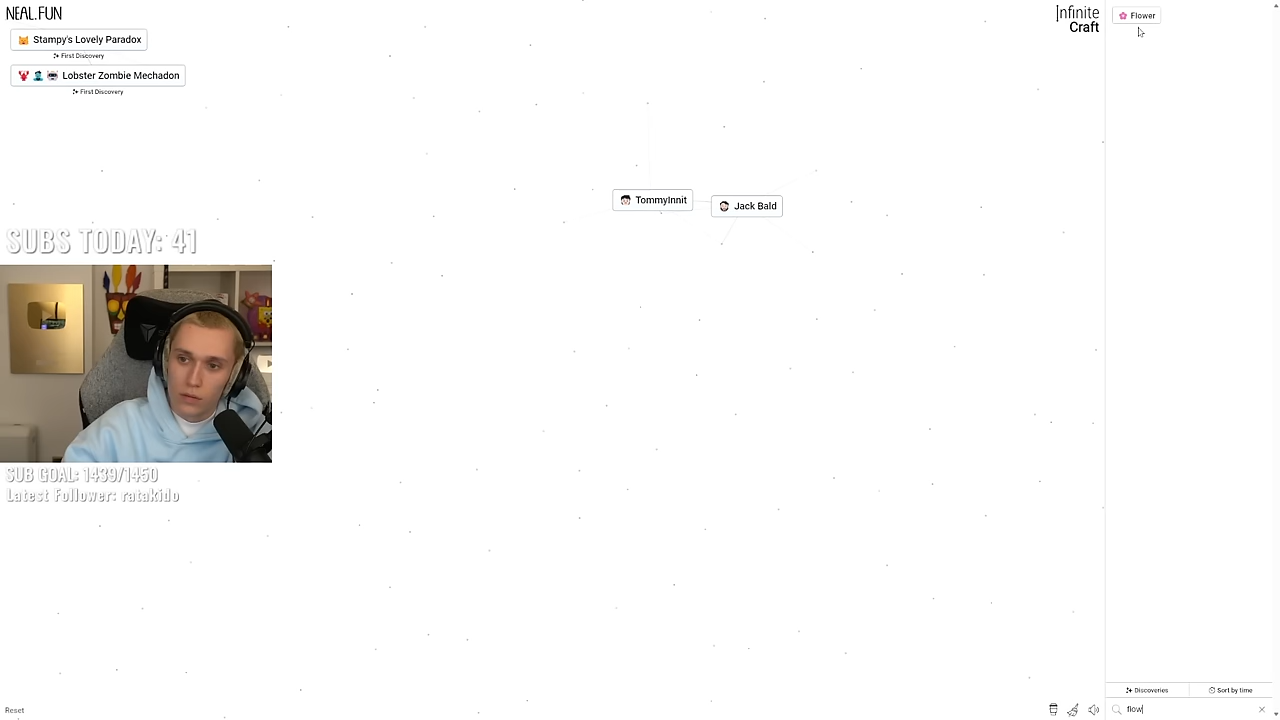 NEAL.FUN
Infinite
Craft
🌸 Flower
🐱 Stampy's Lovely Paradox
✨ First Discovery
🦞 🧟 🤖 Lobster Zombie Mechadon
✨ First Discovery
TommyInnit
Jack Bald
SUBS TODAY: 41
SUB GOAL: 1439/1450
Latest Follower: ratakido
Reset
Discoveries
Sort by time
flow